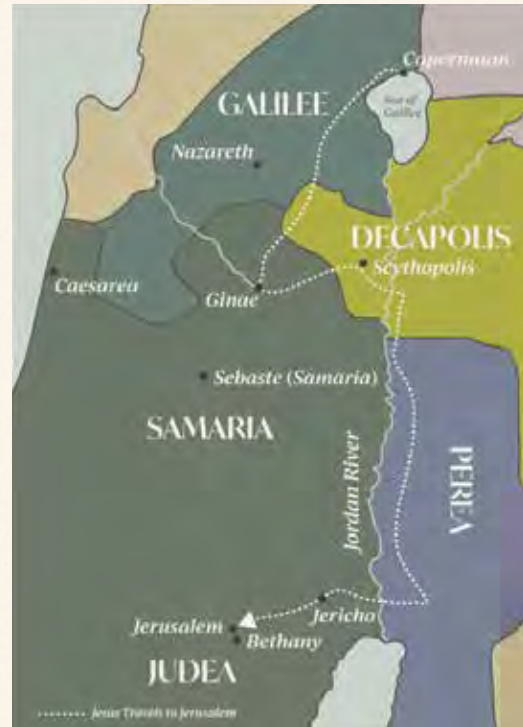 Capernaum
Sea of
Galilee
GALILEE
Nazareth
DECAPOLIS
Scythopolis
Caesarea
Ginae
Sebaste (Samaria)
SAMARIA
Jordan River
PEREA
Jericho
Jerusalem
Bethany
JUDEA
Jesus Travels to Jerusalem